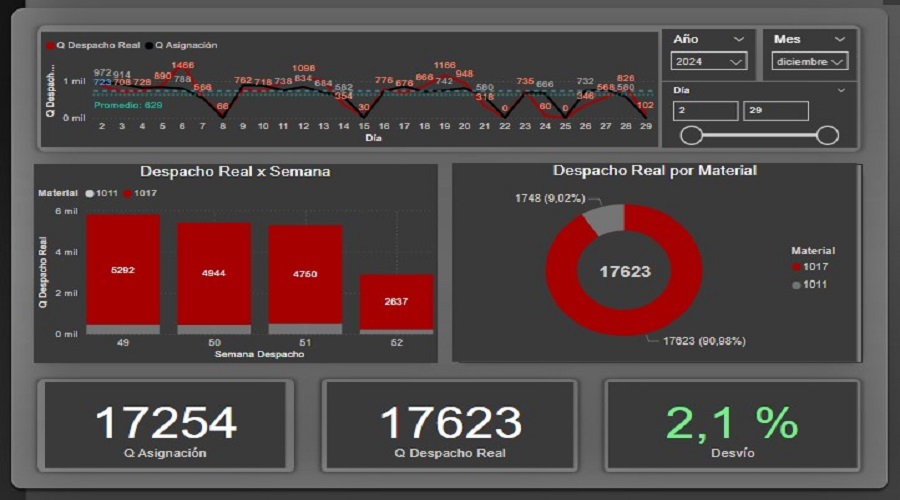 Q Despacho Real Q Asignación
Q Despach...
1 mil
0 mil
972 914 890 1466 788 586 66 762 718 738 1098 834 684 582 354 30 776 676 866 1166 742 948 560 318 0 735 666 60 0 732 346 568 560 826 102
723 708 728
Promedio: 629
2 3 4 5 6 7 8 9 10 11 12 13 14 15 16 17 18 19 20 21 22 23 24 25 26 27 28 29
Día
Año
2024
Mes
diciembre
Día
2 29
Despacho Real x Semana
Material 1011 1017
Q Despacho Real
6 mil
4 mil
2 mil
0 mil
5292 4944 4750 2637
49 50 51 52
Semana Despacho
Despacho Real por Material
1748 (9,02%)
17623
17623 (90,98%)
Material
1017
1011
17254
Q Asignación
17623
Q Despacho Real
2,1 %
Desvío